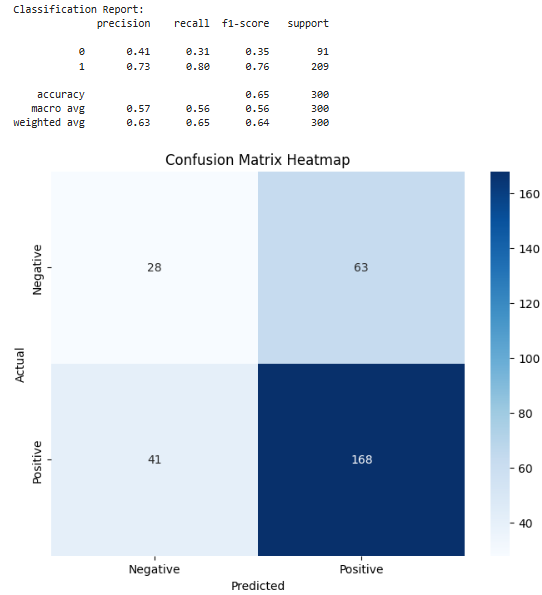 Classification Report:
precision recall f1-score support
0 0.41 0.31 0.35 91
1 0.73 0.80 0.76 209
accuracy 0.65 300
macro avg 0.57 0.56 0.56 300
weighted avg 0.63 0.65 0.64 300
Confusion Matrix Heatmap
Negative 28 63
Positive 41 168
Actual
Negative Positive
Predicted
160
140
120
100
80
60
40